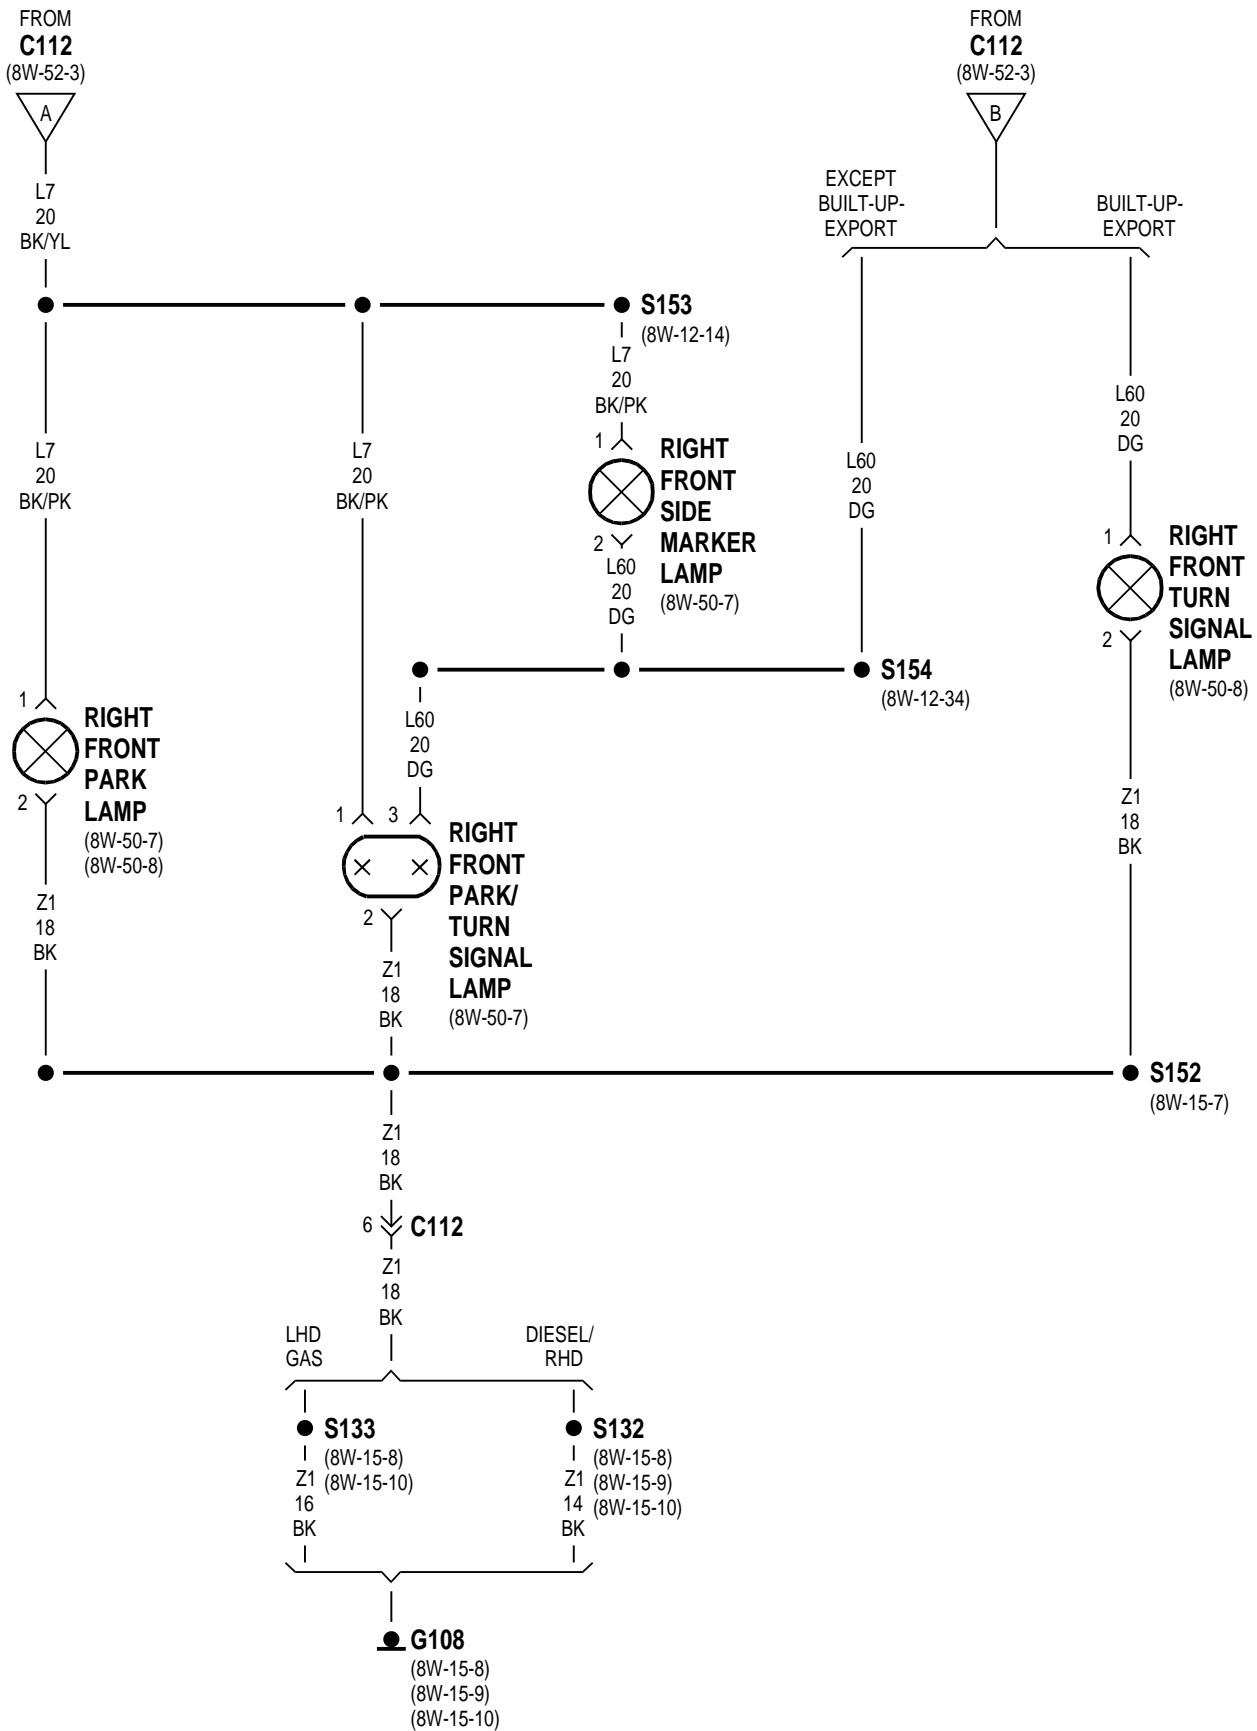 FROM
C112
(8W-52-3)
A
L7
20
BK/YL
FROM
C112
(8W-52-3)
B
EXCEPT
BUILT-UP-
EXPORT
BUILT-UP-
EXPORT
S153
(8W-12-14)
L7
20
BK/PK
L7
20
BK/PK
L7
20
BK/PK
1
RIGHT
FRONT
SIDE
MARKER
LAMP
(8W-50-7)
2
L60
20
DG
L60
20
DG
L60
20
DG
1
RIGHT
FRONT
TURN
SIGNAL
LAMP
(8W-50-8)
2
S154
(8W-12-34)
L60
20
DG
1
RIGHT
FRONT
PARK
LAMP
(8W-50-7)
(8W-50-8)
2
1
3
RIGHT
FRONT
PARK/
TURN
SIGNAL
LAMP
(8W-50-7)
2
Z1
18
BK
Z1
18
BK
Z1
18
BK
S152
(8W-15-7)
Z1
18
BK
6
C112
Z1
18
BK
LHD
GAS
DIESEL/
RHD
S133
(8W-15-8)
(8W-15-10)
Z1
16
BK
S132
(8W-15-8)
(8W-15-9)
(8W-15-10)
Z1
14
BK
G108
(8W-15-8)
(8W-15-9)
(8W-15-10)